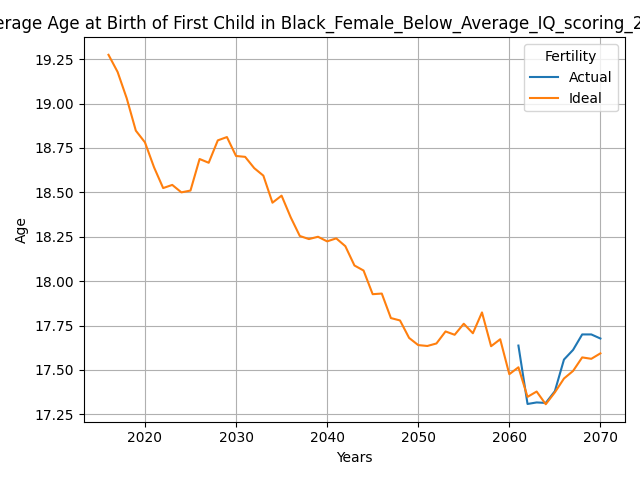 erage Age at Birth of First Child in Black_Female_Below_Average_IQ_scoring_2
Fertility
Actual
Ideal
19.25
19.00
18.75
18.50
18.25
18.00
17.75
17.50
17.25
Age
2020 2030 2040 2050 2060 2070
Years